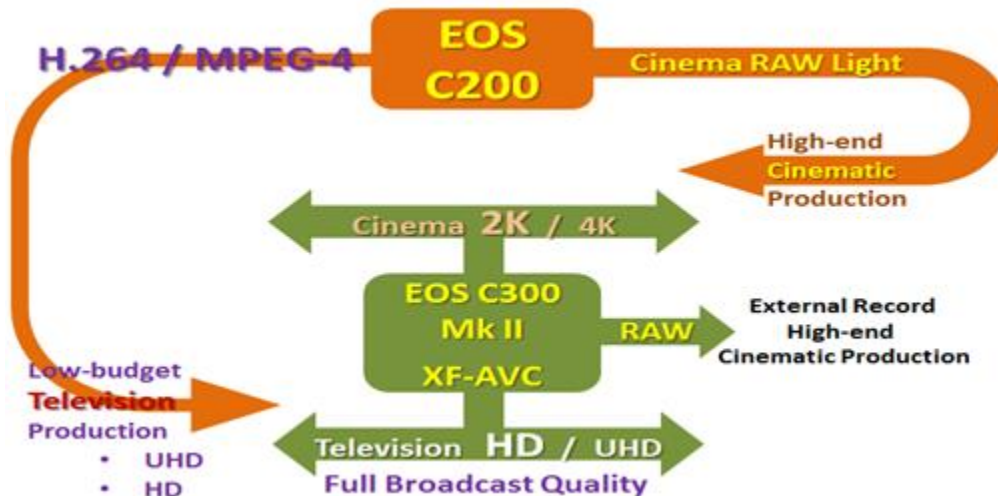 EOS
C200
H.264 / MPEG-4
Cinema RAW Light
High-end
Cinematic
Production
Cinema 2K / 4K
EOS C300
Mk II
XF-AVC
RAW
External Record
High-end
Cinematic Production
Low-budget
Television
Production
• UHD
• HD
Television HD / UHD
Full Broadcast Quality